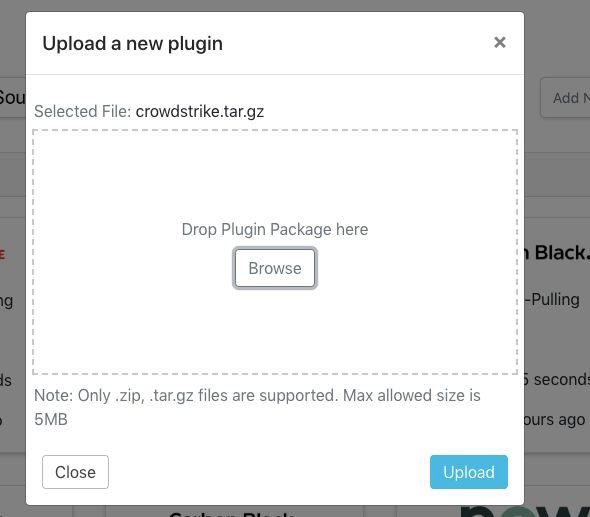 Upload a new plugin
×
Sou
Add N
Selected File: crowdstrike.tar.gz
Drop Plugin Package here
Browse
Black.
-Pulling
5 seconds
ours ago
Note: Only .zip, .tar.gz files are supported. Max allowed size is
5MB
Close
Upload
Carbon Black